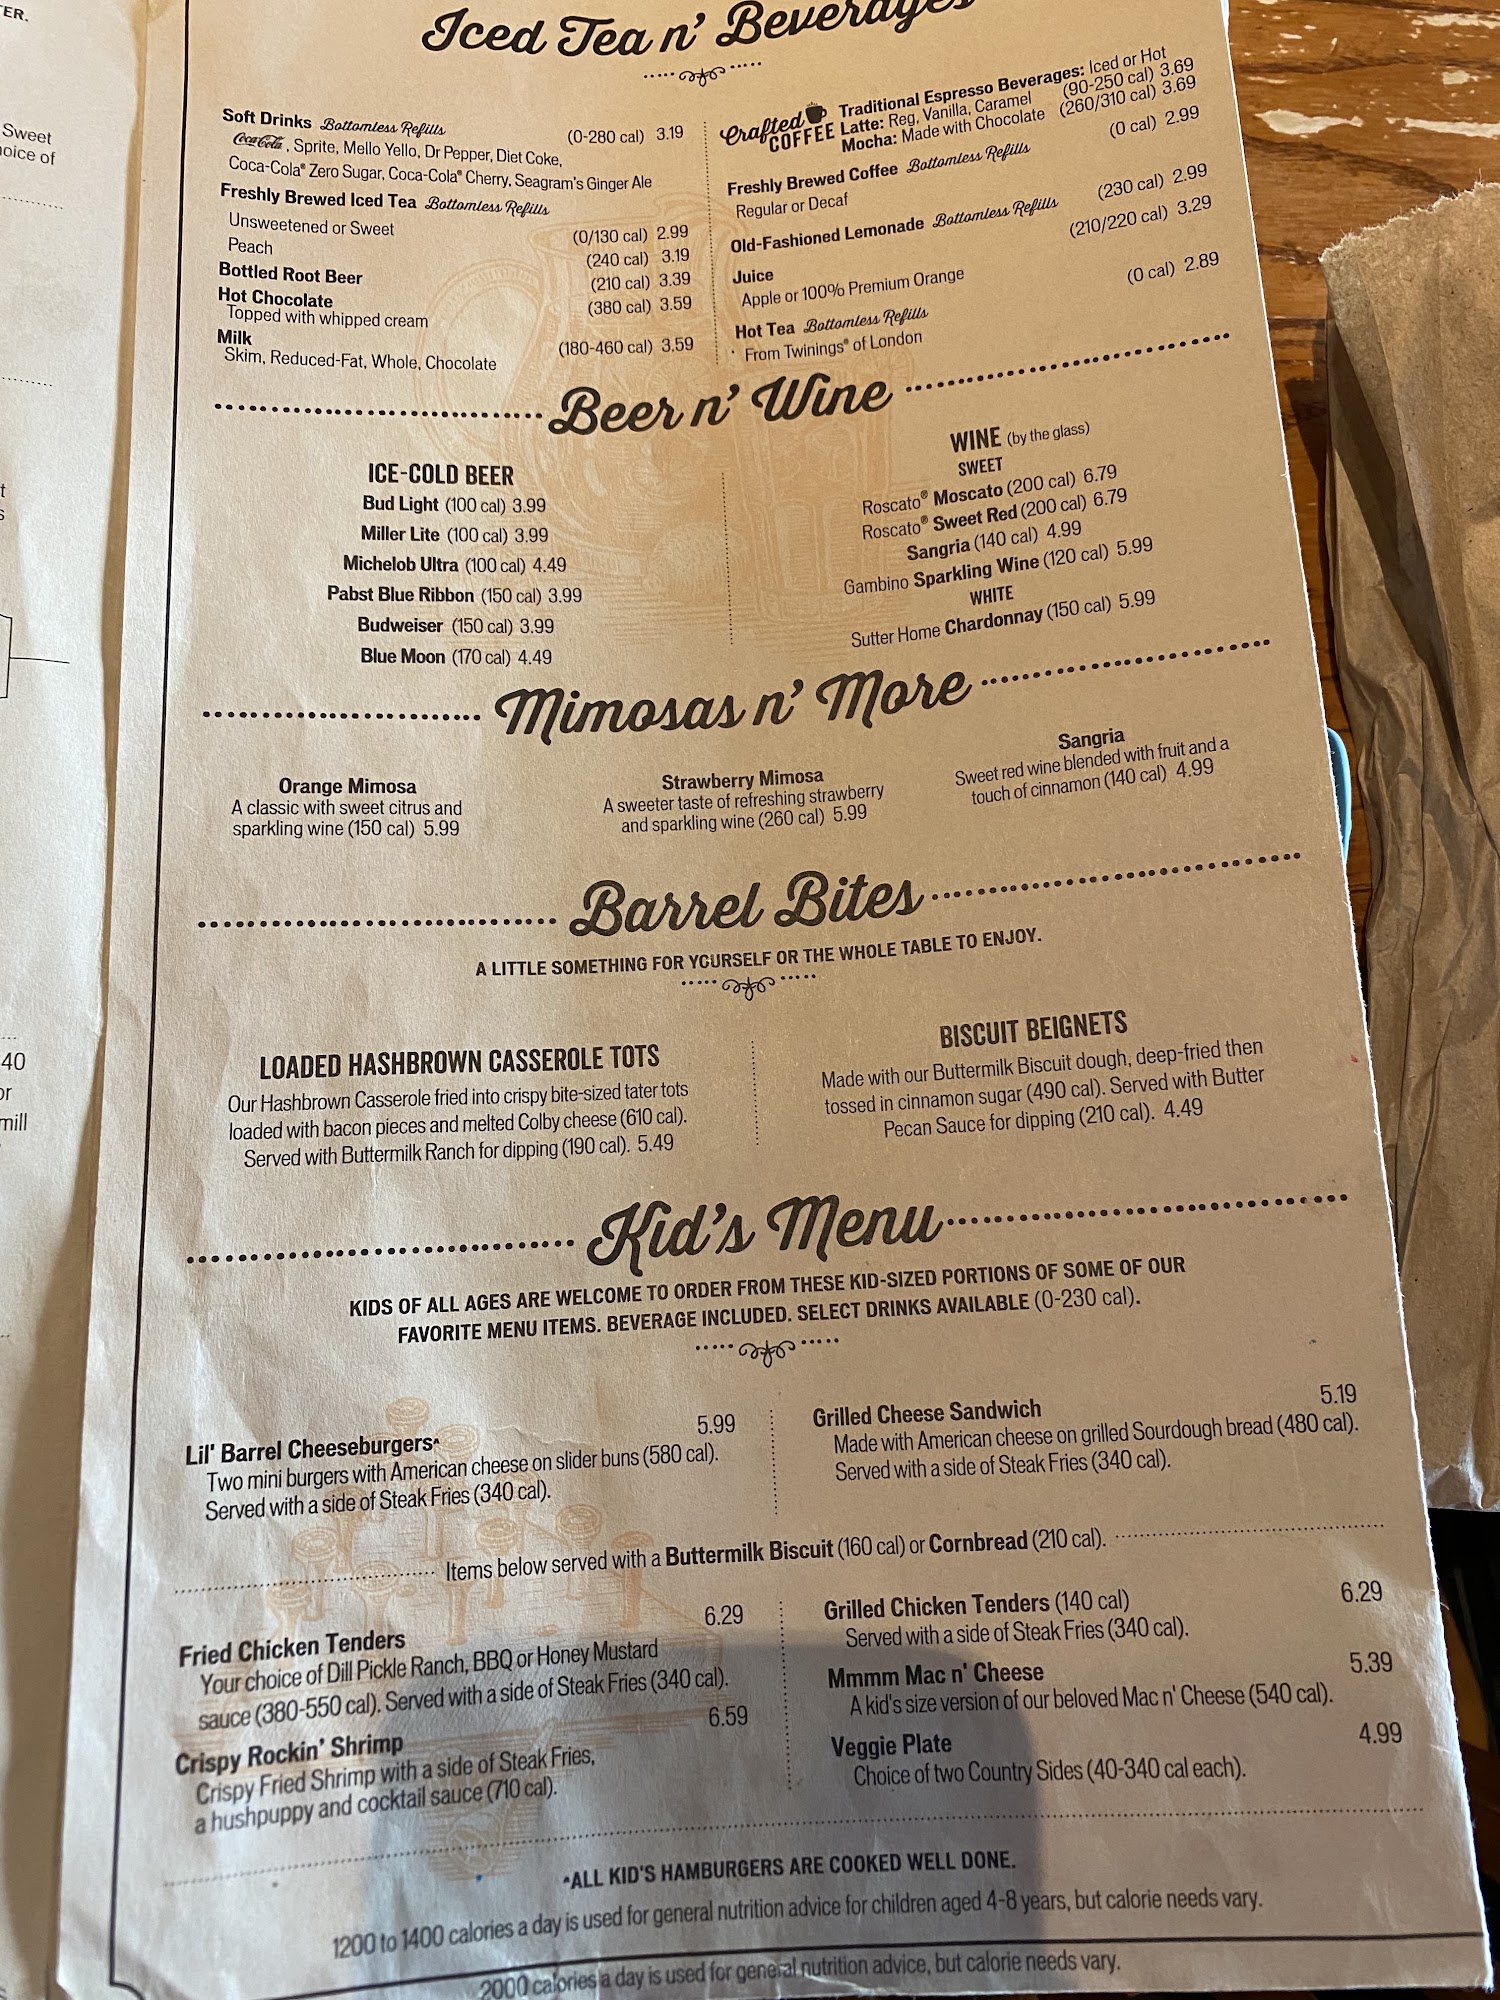 TER.
Sweet
hoice of
t
s
40
or
mill
Iced Tea n' Beverages
Soft Drinks Bottomless Refills (0-280 cal) 3.19
Coca-Cola, Sprite, Mello Yello, Dr Pepper, Diet Coke,
Coca-Cola® Zero Sugar, Coca-Cola® Cherry, Seagram's Ginger Ale
Freshly Brewed Iced Tea Bottomless Refills
Unsweetened or Sweet (0/130 cal) 2.99
Peach (240 cal) 3.19
Bottled Root Beer (210 cal) 3.39
Hot Chocolate (380 cal) 3.59
Topped with whipped cream
Milk (180-460 cal) 3.59
Skim, Reduced-Fat, Whole, Chocolate
Crafted COFFEE
Traditional Espresso Beverages: Iced or Hot
Latte: Reg, Vanilla, Caramel (90-250 cal) 3.69
Mocha: Made with Chocolate (260/310 cal) 3.69
Freshly Brewed Coffee Bottomless Refills (0 cal) 2.99
Regular or Decaf
Old-Fashioned Lemonade Bottomless Refills (230 cal) 2.99
Juice (210/220 cal) 3.29
Apple or 100% Premium Orange
Hot Tea Bottomless Refills (0 cal) 2.89
From Twinings® of London
Beer n' Wine
ICE-COLD BEER
Bud Light (100 cal) 3.99
Miller Lite (100 cal) 3.99
Michelob Ultra (100 cal) 4.49
Pabst Blue Ribbon (150 cal) 3.99
Budweiser (150 cal) 3.99
Blue Moon (170 cal) 4.49
WINE (by the glass)
SWEET
Roscato® Moscato (200 cal) 6.79
Roscato® Sweet Red (200 cal) 6.79
Sangria (140 cal) 4.99
Gambino Sparkling Wine (120 cal) 5.99
WHITE
Sutter Home Chardonnay (150 cal) 5.99
Mimosas n' More
Orange Mimosa
A classic with sweet citrus and
sparkling wine (150 cal) 5.99
Strawberry Mimosa
A sweeter taste of refreshing strawberry
and sparkling wine (260 cal) 5.99
Sangria
Sweet red wine blended with fruit and a
touch of cinnamon (140 cal) 4.99
Barrel Bites
A LITTLE SOMETHING FOR YOURSELF OR THE WHOLE TABLE TO ENJOY.
LOADED HASHBROWN CASSEROLE TOTS
Our Hashbrown Casserole fried into crispy bite-sized tater tots
loaded with bacon pieces and melted Colby cheese (610 cal).
Served with Buttermilk Ranch for dipping (190 cal). 5.49
BISCUIT BEIGNETS
Made with our Buttermilk Biscuit dough, deep-fried then
tossed in cinnamon sugar (490 cal). Served with Butter
Pecan Sauce for dipping (210 cal). 4.49
Kid's Menu
KIDS OF ALL AGES ARE WELCOME TO ORDER FROM THESE KID-SIZED PORTIONS OF SOME OF OUR
FAVORITE MENU ITEMS. BEVERAGE INCLUDED. SELECT DRINKS AVAILABLE (0-230 cal).
Lil' Barrel Cheeseburgers^ 5.99
Two mini burgers with American cheese on slider buns (580 cal).
Served with a side of Steak Fries (340 cal).
Grilled Cheese Sandwich 5.19
Made with American cheese on grilled Sourdough bread (480 cal).
Served with a side of Steak Fries (340 cal).
Items below served with a Buttermilk Biscuit (160 cal) or Cornbread (210 cal).
Fried Chicken Tenders 6.29
Your choice of Dill Pickle Ranch, BBQ or Honey Mustard
sauce (380-550 cal). Served with a side of Steak Fries (340 cal).
Crispy Rockin' Shrimp 6.59
Crispy Fried Shrimp with a side of Steak Fries,
a hushpuppy and cocktail sauce (710 cal).
Grilled Chicken Tenders (140 cal) 6.29
Served with a side of Steak Fries (340 cal).
Mmmm Mac n' Cheese 5.39
A kid's size version of our beloved Mac n' Cheese (540 cal).
Veggie Plate 4.99
Choice of two Country Sides (40-340 cal each).
^ALL KID'S HAMBURGERS ARE COOKED WELL DONE.
1200 to 1400 calories a day is used for general nutrition advice for children aged 4-8 years, but calorie needs vary.
2000 calories a day is used for general nutrition advice, but calorie needs vary.